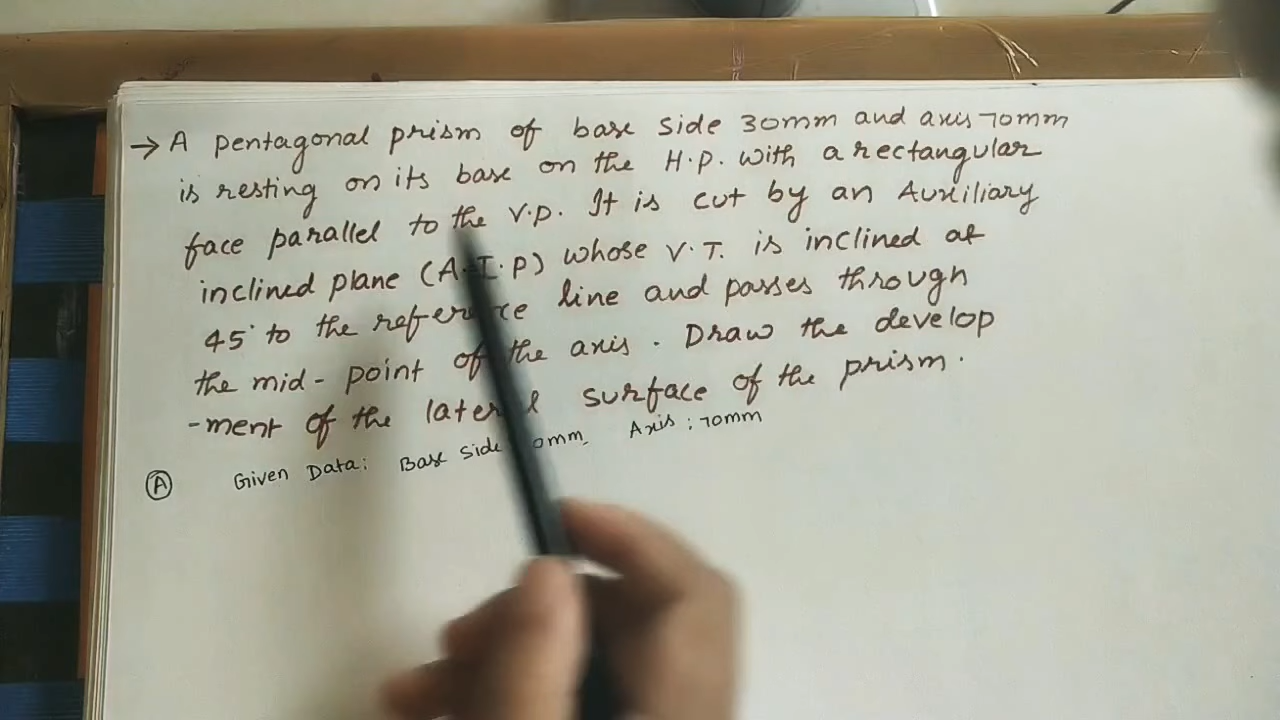 → A pentagonal prism of base side 30mm and axis 70mm
is resting on its base on the H.P. with a rectangular
face parallel to the V.P. It is cut by an Auxiliary
inclined plane (A.I.P) whose V.T. is inclined at
45° to the reference line and passes through
the mid-point of the axis. Draw the develop
-ment of the lateral surface of the prism.
A Given Data: Base side 0mm, Axis: 70mm